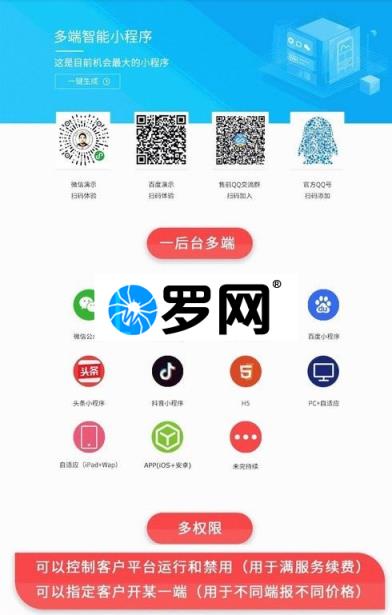 多端智能小程序
这是目前机会最大的小程序
一键生成
微信演示
扫码体验
百度演示
扫码体验
售前QQ交流群
扫码加入
官方QQ号
扫码添加
一后台多端
罗网®
微信公
百度小程序
头条
头条小程序
抖音小程序
H5
PC+自适应
自适应（iPad+Wap）
APP(iOS+安卓)
未完待续
多权限
可以控制客户平台运行和禁用（用于满服务续费）
可以指定客户开某一端（用于不同端报不同价格）